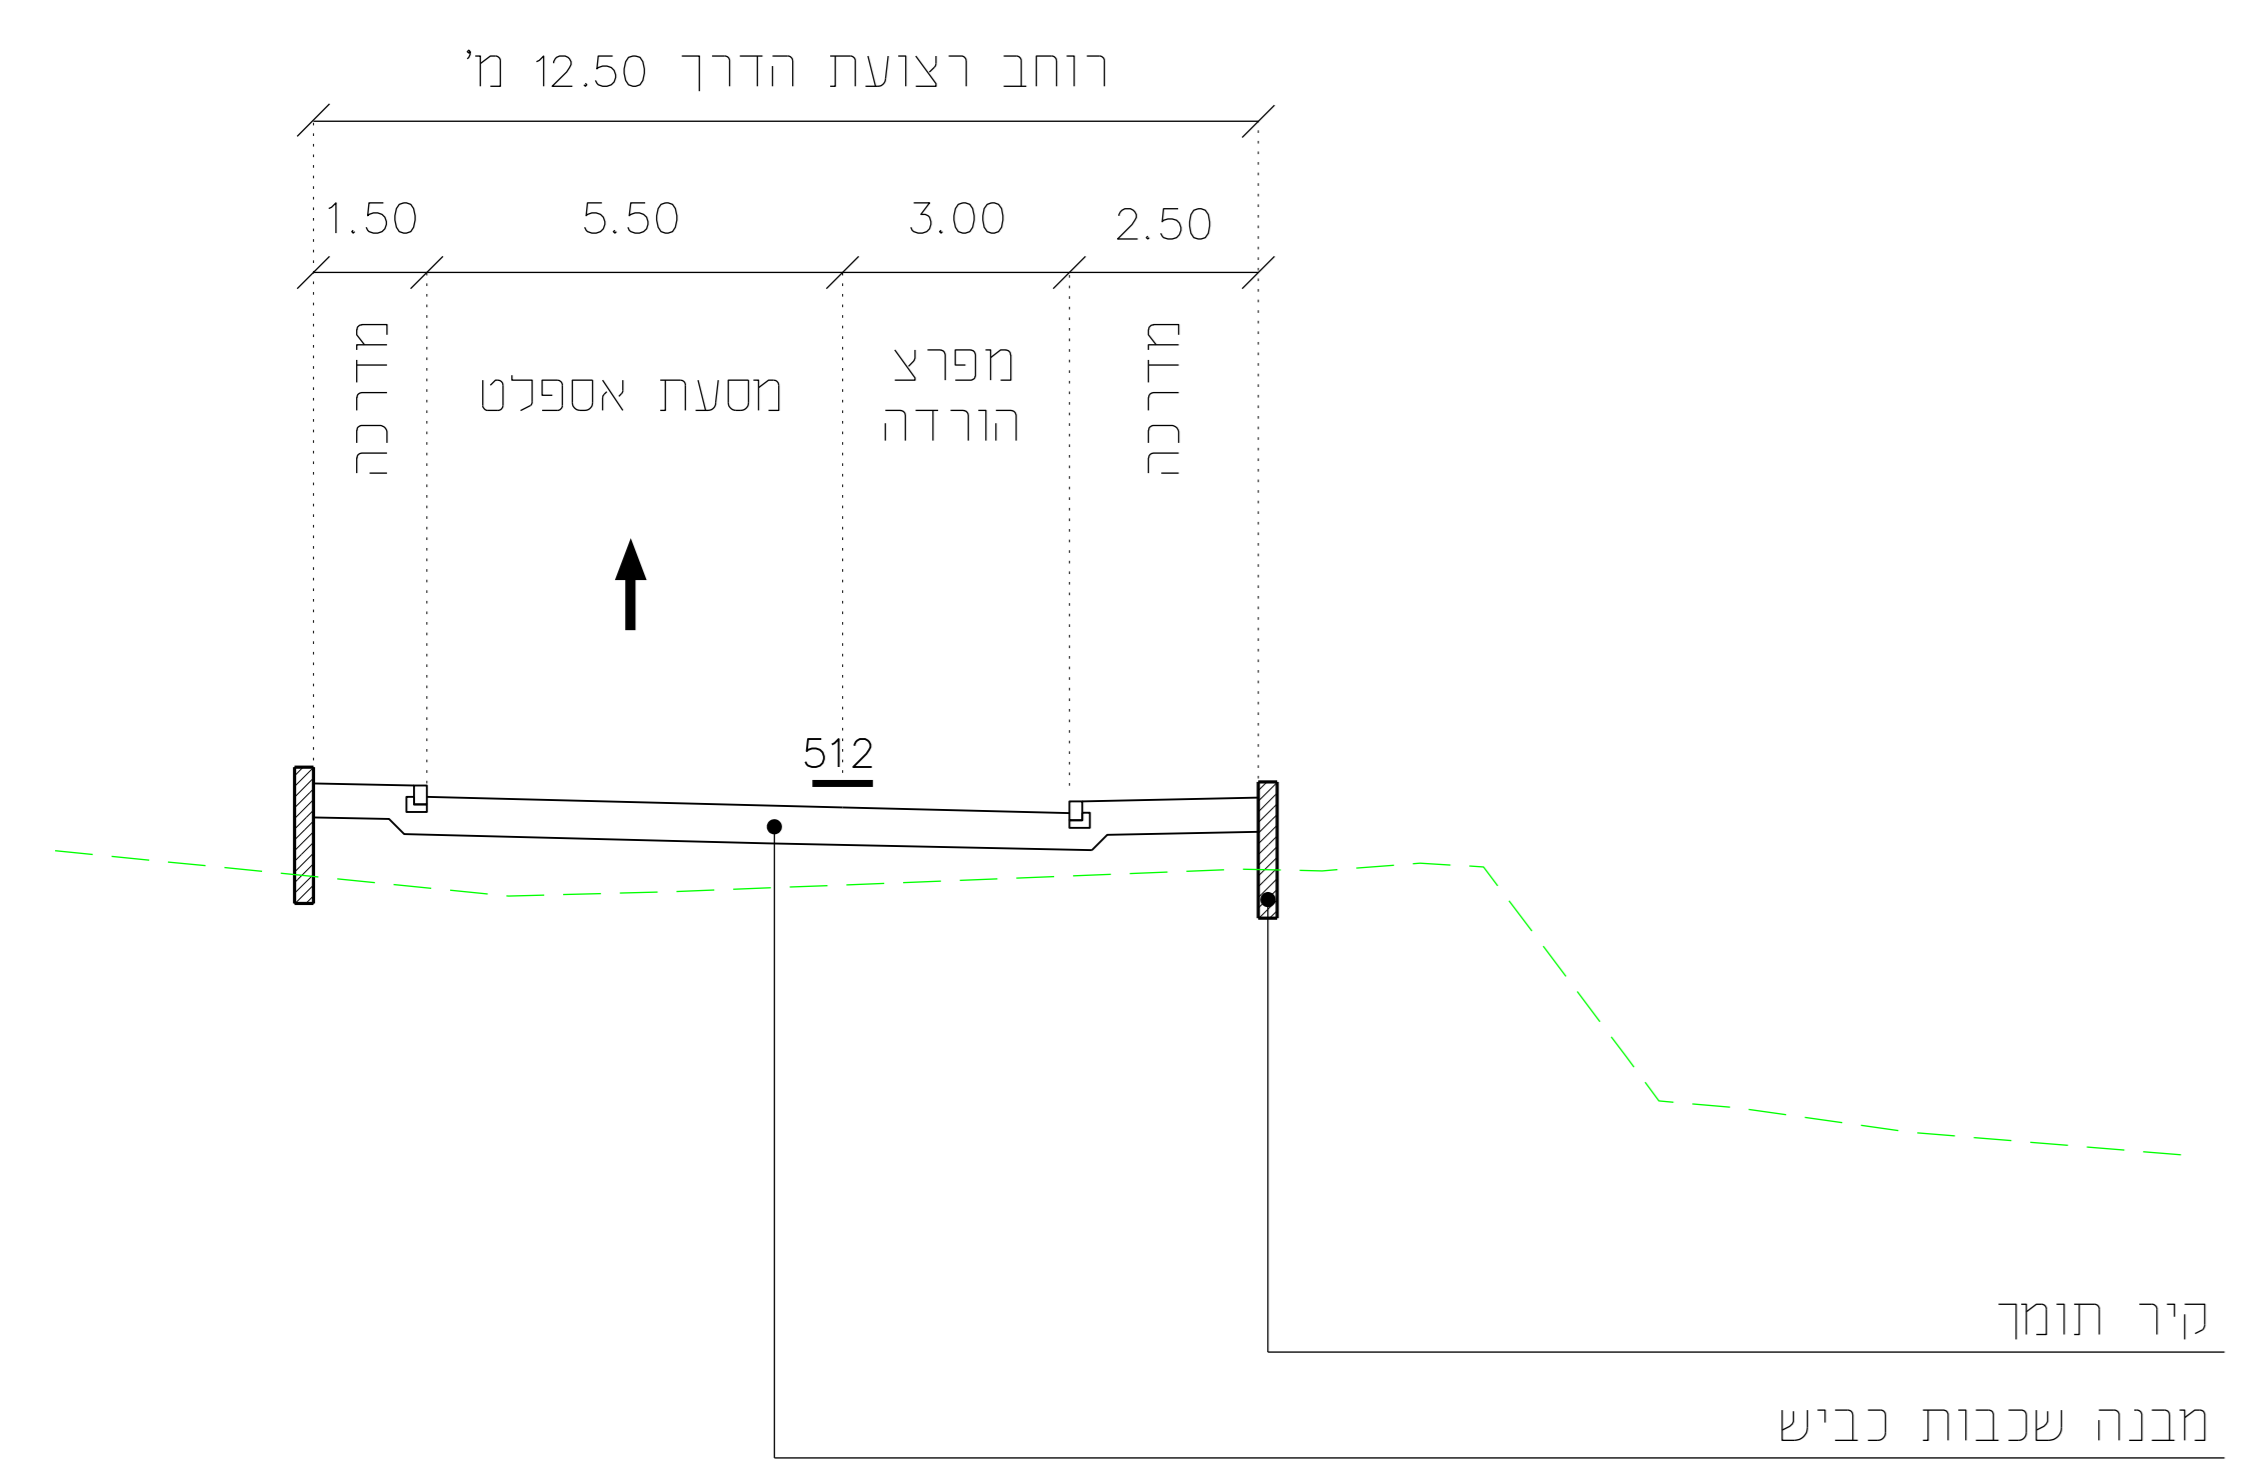 רוחב רצועת הדרך 12.50 מ'
1.50
5.50
3.00
2.50
מדרכה
מסעת אספלט
מפרצ
הורדה
מדרכה
512
קיר תומך
מבנה שכבות כביש